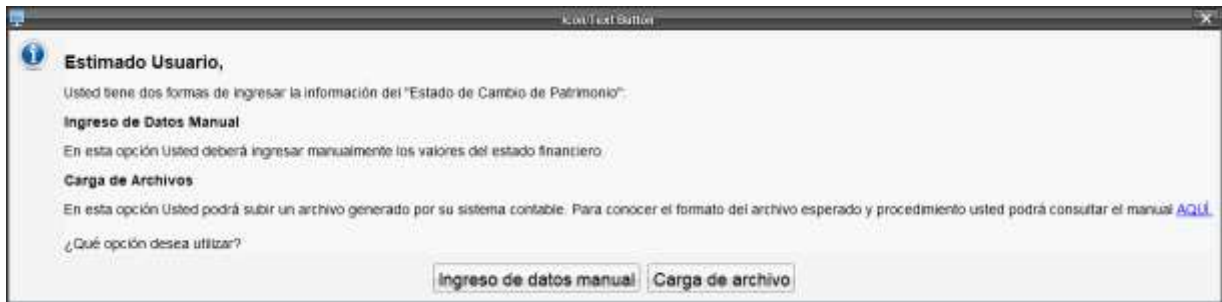 Icon/Text Button
Estimado Usuario,
Usted tiene dos formas de ingresar la información del "Estado de Cambio de Patrimonio":
Ingreso de Datos Manual
En esta opción Usted deberá ingresar manualmente los valores del estado financiero.
Carga de Archivos
En esta opción Usted podrá subir un archivo generado por su sistema contable. Para conocer el formato del archivo esperado y procedimiento usted podrá consultar el manual AQUÍ.
¿Qué opción desea utilizar?
Ingreso de datos manual Carga de archivo